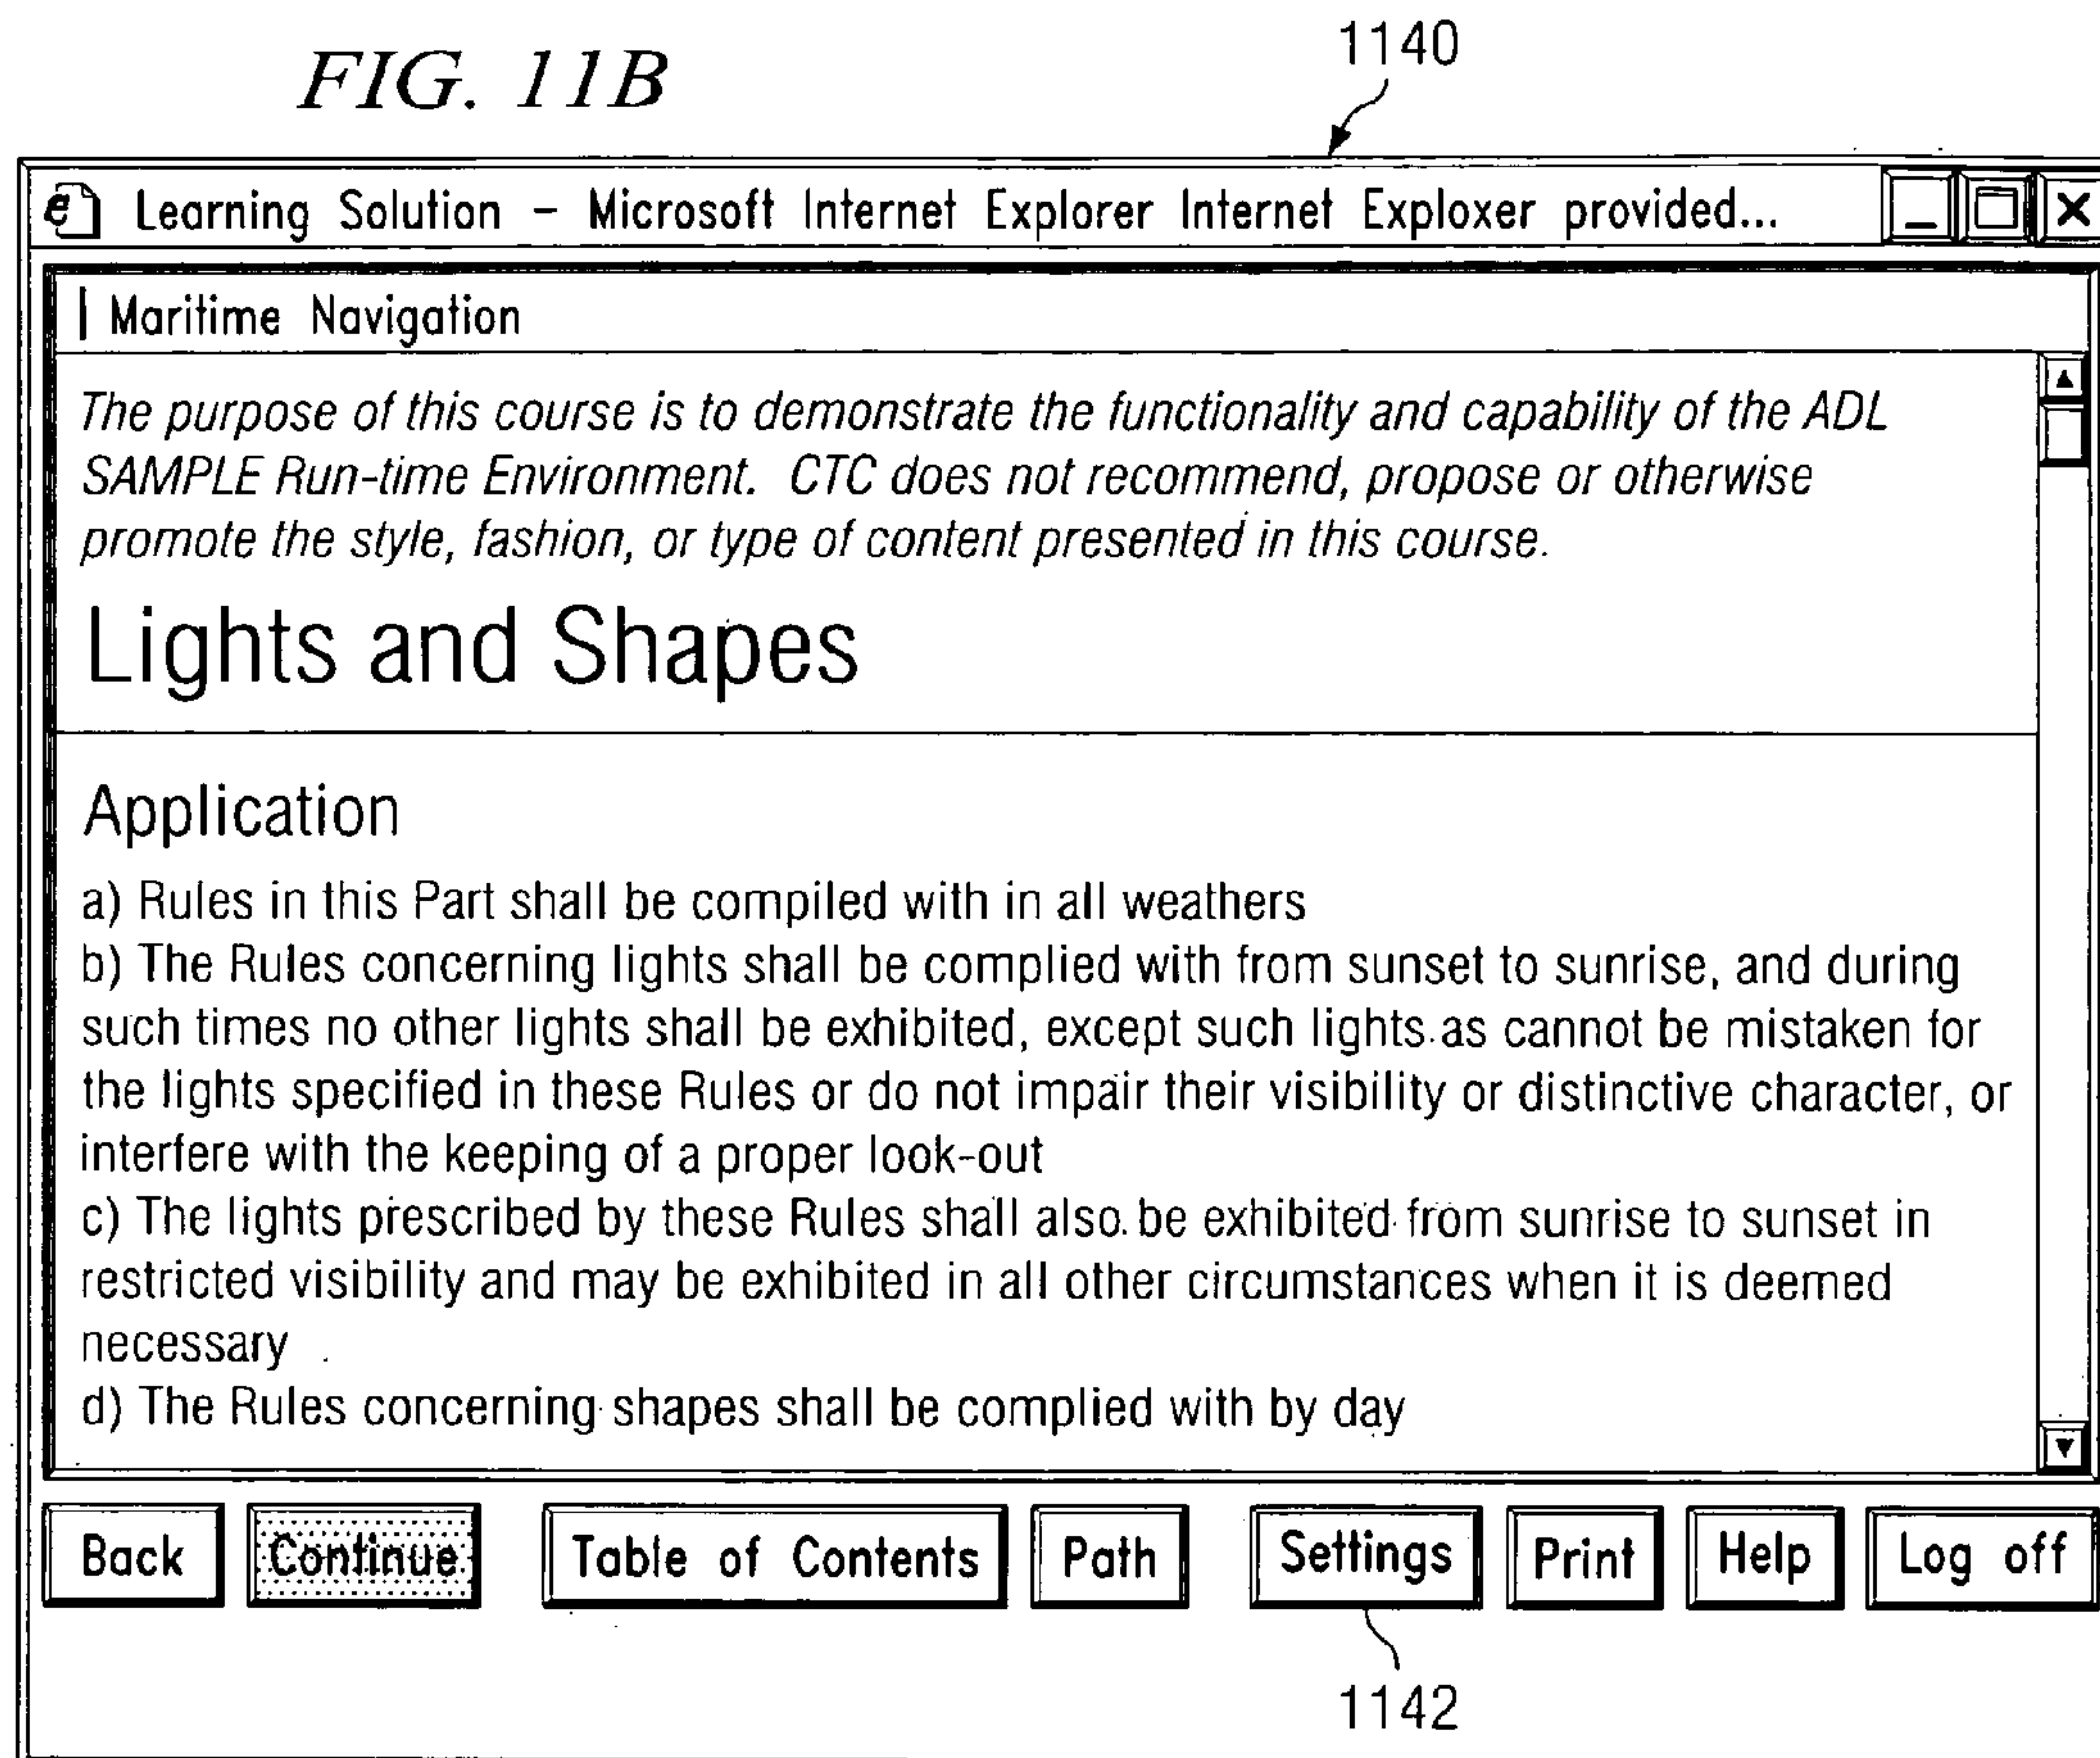 FIG. 11B
1140
Learning Solution - Microsoft Internet Explorer Internet Exploxer provided...
Maritime Navigation
The purpose of this course is to demonstrate the functionality and capability of the ADL
SAMPLE Run-time Environment. CTC does not recommend, propose or otherwise
promote the style, fashion, or type of content presented in this course.
Lights and Shapes
Application
a) Rules in this Part shall be compiled with in all weathers
b) The Rules concerning lights shall be complied with from sunset to sunrise, and during
such times no other lights shall be exhibited, except such lights as cannot be mistaken for
the lights specified in these Rules or do not impair their visibility or distinctive character, or
interfere with the keeping of a proper look-out
c) The lights prescribed by these Rules shall also be exhibited from sunrise to sunset in
restricted visibility and may be exhibited in all other circumstances when it is deemed
necessary
d) The Rules concerning shapes shall be complied with by day
Back Continue Table of Contents Path Settings Print Help Log off
1142